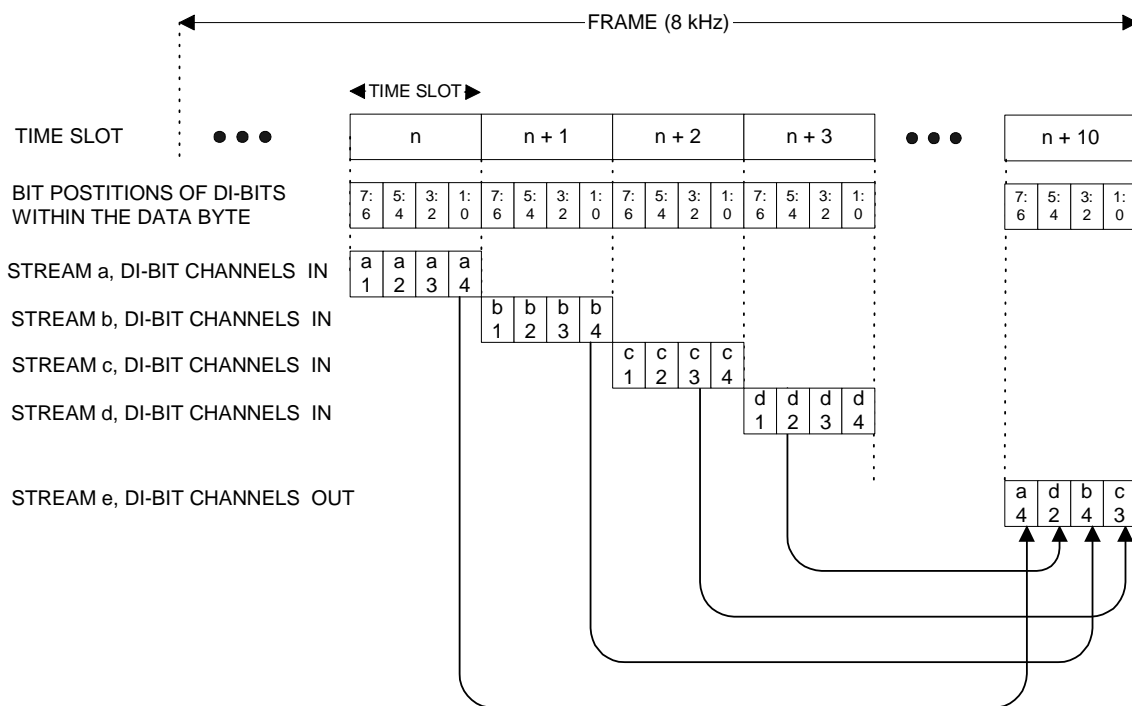 FRAME (8 kHz)
TIME SLOT
TIME SLOT
n
n + 1
n + 2
n + 3
n + 10
BIT POSTITIONS OF DI-BITS
WITHIN THE DATA BYTE
7: 5: 3: 1: 7: 5: 3: 1: 7: 5: 3: 1: 7: 5: 3: 1: 7: 5: 3: 1:
6 4 2 0 6 4 2 0 6 4 2 0 6 4 2 0 6 4 2 0
STREAM a, DI-BIT CHANNELS IN
a a a a
1 2 3 4
STREAM b, DI-BIT CHANNELS IN
b b b b
1 2 3 4
STREAM c, DI-BIT CHANNELS IN
c c c c
1 2 3 4
STREAM d, DI-BIT CHANNELS IN
d d d d
1 2 3 4
STREAM e, DI-BIT CHANNELS OUT
a d b c
4 2 4 3